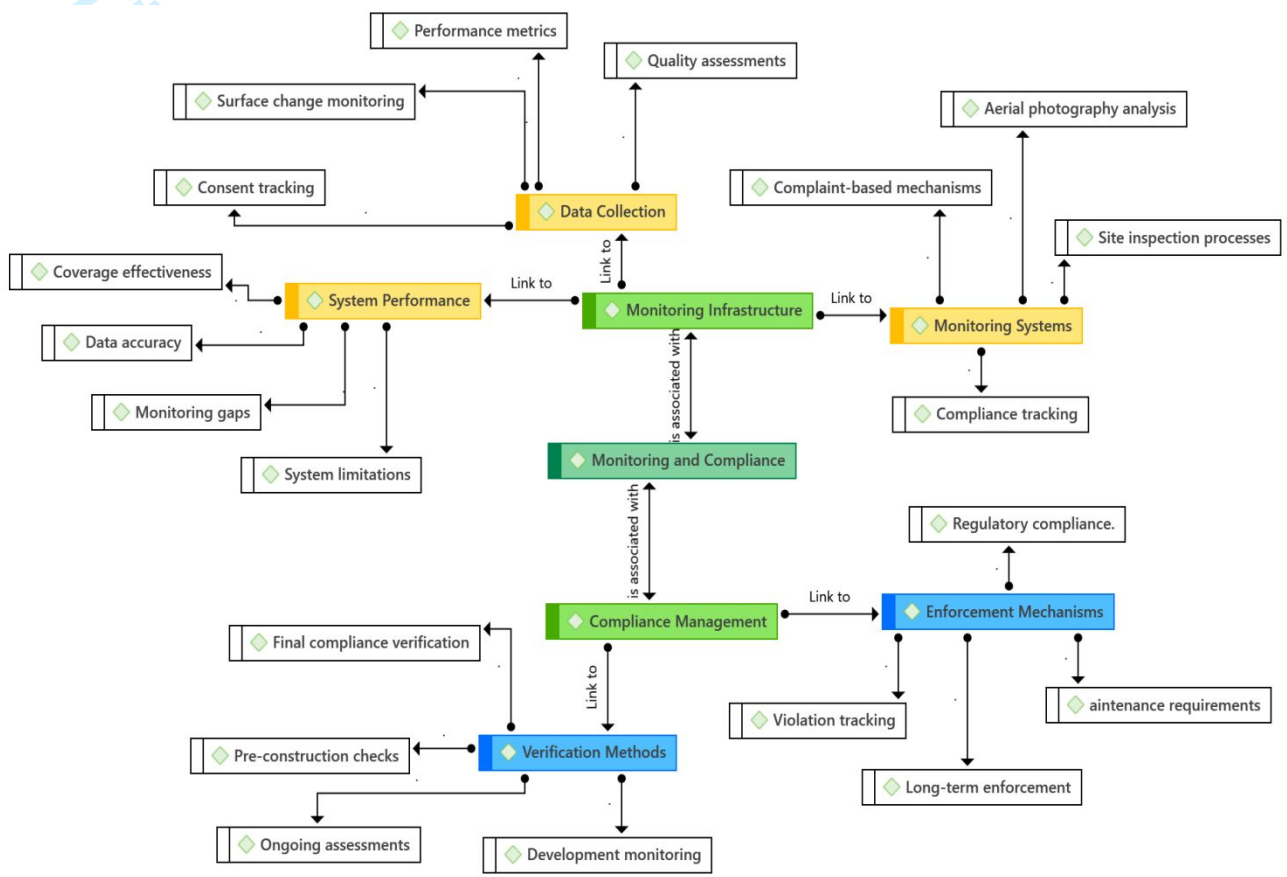 Performance metrics
Quality assessments
Surface change monitoring
Aerial photography analysis
Consent tracking
Complaint-based mechanisms
Data Collection
Site inspection processes
Link to
Coverage effectiveness
System Performance
Link to
Monitoring Infrastructure
Link to
Monitoring Systems
Data accuracy
is associated with
Monitoring gaps
Compliance tracking
System limitations
Monitoring and Compliance
is associated with
Regulatory compliance.
Compliance Management
Link to
Enforcement Mechanisms
Final compliance verification
Link to
Violation tracking
aintenance requirements
Pre-construction checks
Verification Methods
Long-term enforcement
Ongoing assessments
Development monitoring